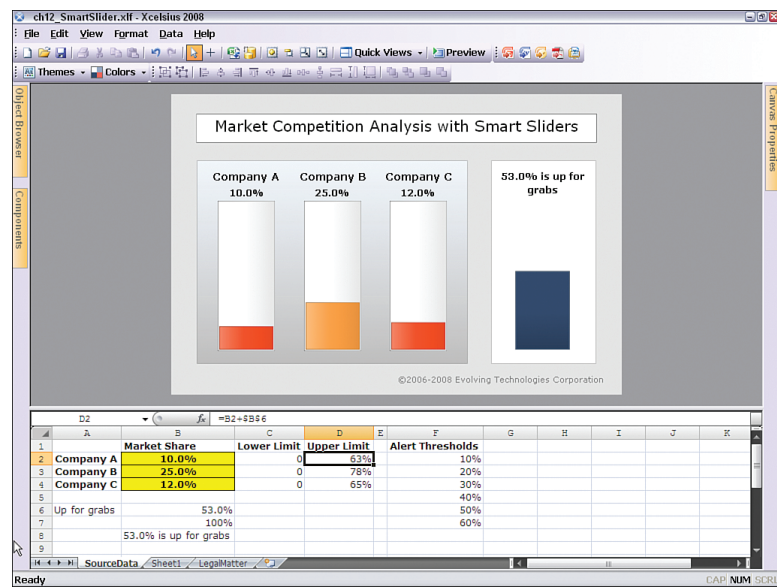 ch12_SmartSlider.xlf - Xcelsius 2008
File Edit View Format Data Help
Quick Views Preview
Themes Colors
Object Browser
Components
Canvas Properties
Market Competition Analysis with Smart Sliders
Company A Company B Company C
10.0% 25.0% 12.0%
53.0% is up for
grabs
©2006-2008 Evolving Technologies Corporation
D2 fx =B2+$B$6
A B C D E F G H I J K
1 Market Share Lower Limit Upper Limit Alert Thresholds
2 Company A 10.0% 0 63% 10%
3 Company B 25.0% 0 78% 20%
4 Company C 12.0% 0 65% 30%
5 40%
6 Up for grabs 53.0% 50%
7 100% 60%
8 53.0% is up for grabs
9
SourceData Sheet1 LegalMatter
Ready CAP NUM SCRL